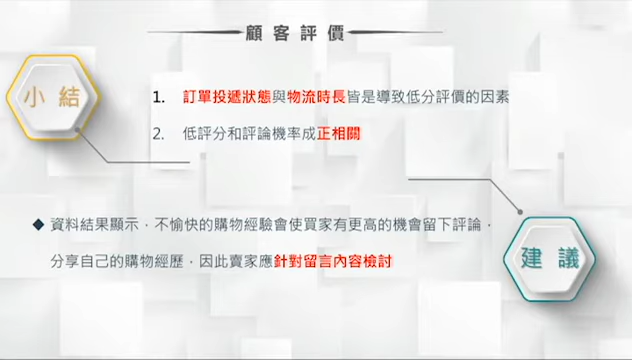 顧客評價
小結
1. 訂單投遞狀態與物流時長皆是導致低分評價的因素
2. 低評分和評論機率成正相關
◆ 資料結果顯示，不愉快的購物經驗會使買家有更高的機會留下評論，
分享自己的購物經歷，因此賣家應針對留言內容檢討
建議